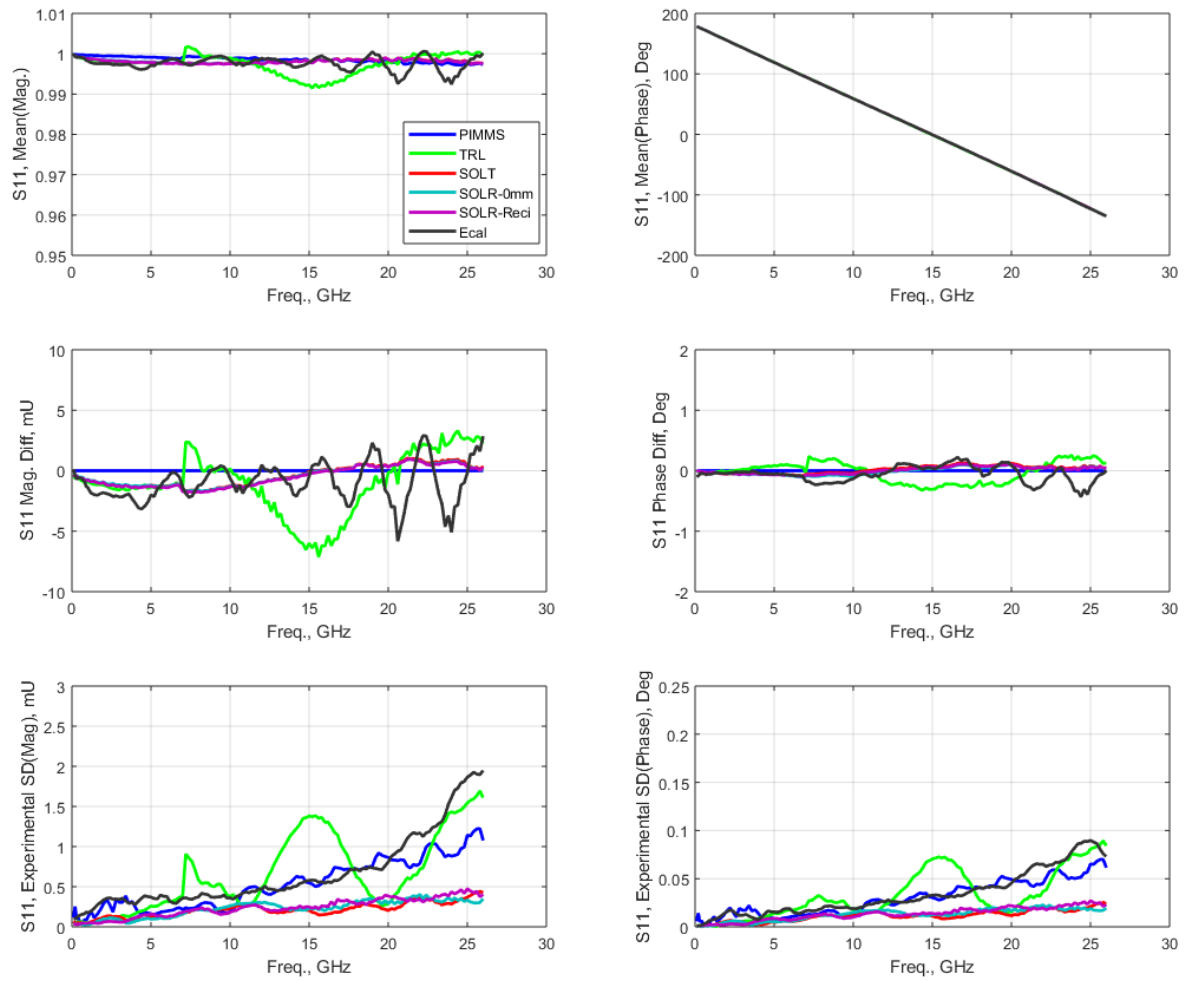 1.01
1
0.99
0.98
0.97
0.96
0.95
S11, Mean(Mag.)
0 5 10 15 20 25 30
Freq., GHz
PIMMS
TRL
SOLT
SOLR-0mm
SOLR-Reci
Ecal
200
100
0
-100
-200
S11, Mean(Phase), Deg
0 5 10 15 20 25 30
Freq., GHz
10
5
0
-5
-10
S11 Mag. Diff, mU
0 5 10 15 20 25 30
Freq., GHz
2
1
0
-1
-2
S11 Phase Diff, Deg
0 5 10 15 20 25 30
Freq., GHz
3
2.5
2
1.5
1
0.5
0
S11, Experimental SD(Mag), mU
0 5 10 15 20 25 30
Freq., GHz
0.25
0.2
0.15
0.1
0.05
0
S11, Experimental SD(Phase), Deg
0 5 10 15 20 25 30
Freq., GHz